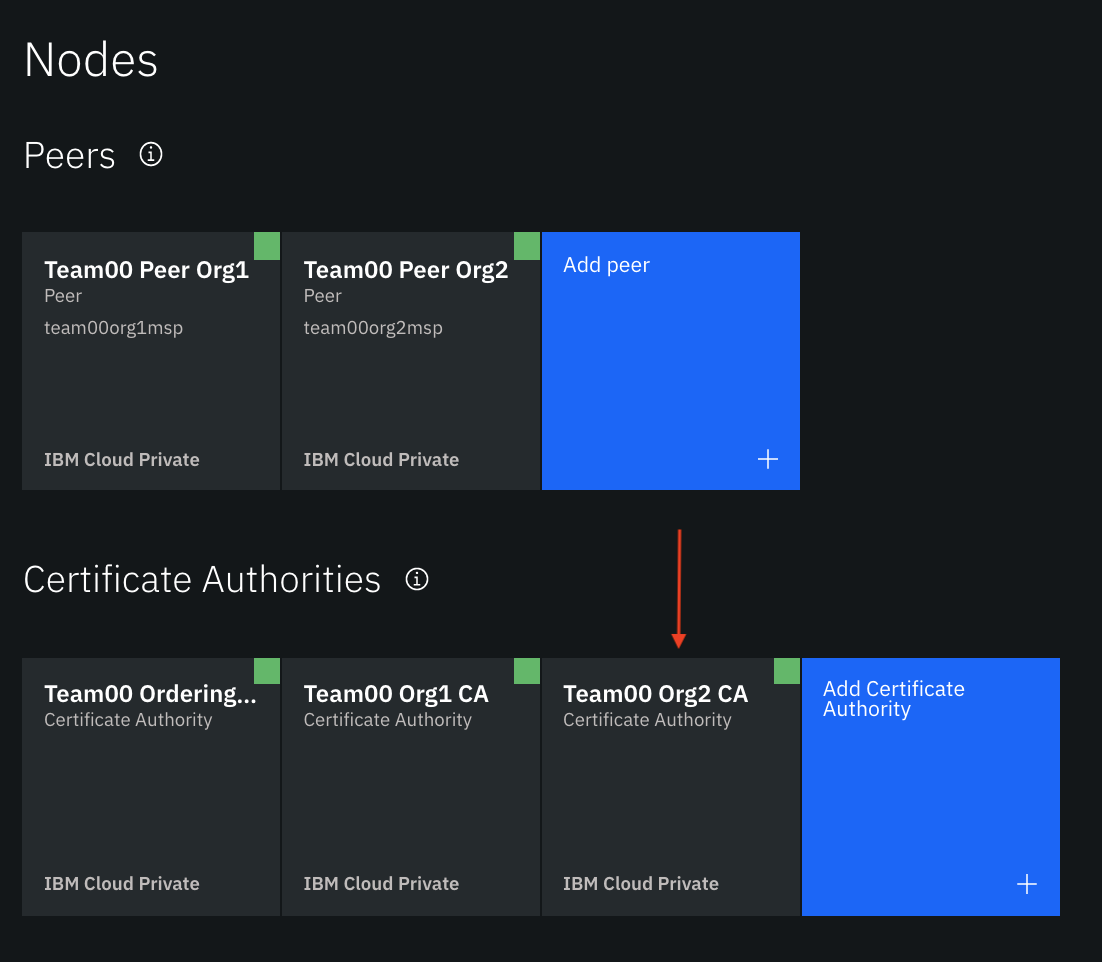 Nodes
Peers
Team00 Peer Org1
Peer
team00org1msp
IBM Cloud Private
Team00 Peer Org2
Peer
team00org2msp
IBM Cloud Private
Add peer
Certificate Authorities
Team00 Ordering...
Certificate Authority
IBM Cloud Private
Team00 Org1 CA
Certificate Authority
IBM Cloud Private
Team00 Org2 CA
Certificate Authority
IBM Cloud Private
Add Certificate
Authority